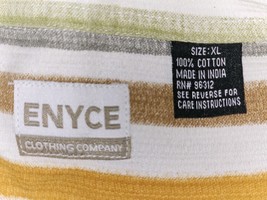 ENYCE
CLOTHING COMPANY
SIZE: XL
100% COTTON
MADE IN INDIA
RN# 96312
SEE REVERSE FOR
CARE INSTRUCTIONS